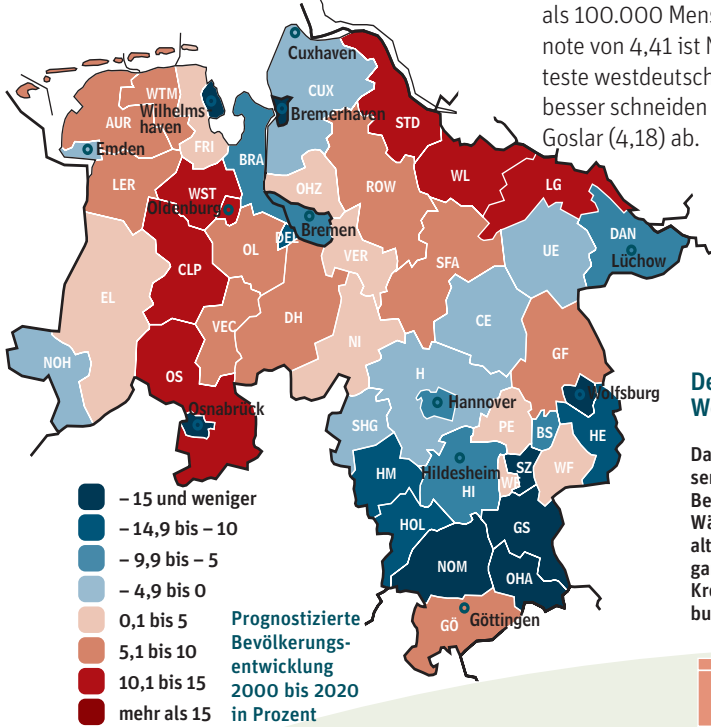 als 100.000 Mens
note von 4,41 ist N
teste westdeutsch
besser schneiden
Goslar (4,18) ab.
Cuxhaven
CUX
WTM
Wilhelms
haven
Bremerhaven
AUR
FRI
STD
Emden
BRA
LER
WST
OHZ
ROW
WL
LG
Oldenburg
Bremen
DEL
DAN
Lüchow
OL
VER
SFA
UE
CLP
EL
VEC
DH
NI
CE
GF
NOH
OS
H
Hannover
Wolfsburg
Osnabrück
SHG
PE
BS
HE
HM
Hildesheim
HI
SZ
WF
WF
HOL
GS
NOM
OHA
GÖ
Göttingen
– 15 und weniger
– 14,9 bis – 10
– 9,9 bis – 5
– 4,9 bis 0
0,1 bis 5
5,1 bis 10
10,1 bis 15
mehr als 15
Prognostizierte
Bevölkerungs-
entwicklung
2000 bis 2020
in Prozent
De
W
Da
sen
Be
Wä
alt
ga
Kre
bu